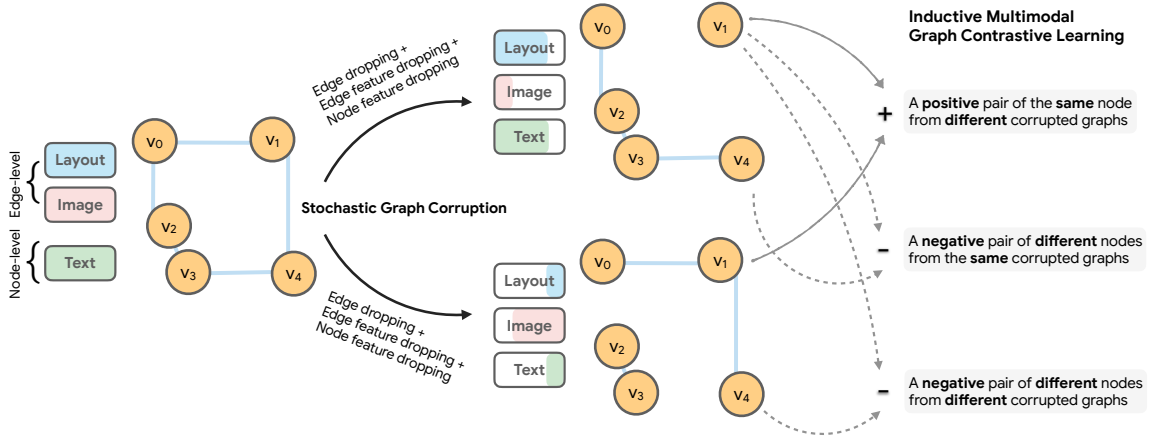 Edge-level
Node-level
Layout
Image
Text
v0
v1
v2
v3
v4
Edge dropping +
Edge feature dropping +
Node feature dropping
Stochastic Graph Corruption
Edge dropping +
Edge feature dropping +
Node feature dropping
Layout
Image
Text
v0
v1
v2
v3
v4
Layout
Image
Text
v0
v1
v2
v3
v4
Inductive Multimodal
Graph Contrastive Learning
+
A positive pair of the same node
from different corrupted graphs
–
A negative pair of different nodes
from the same corrupted graphs
–
A negative pair of different nodes
from different corrupted graphs